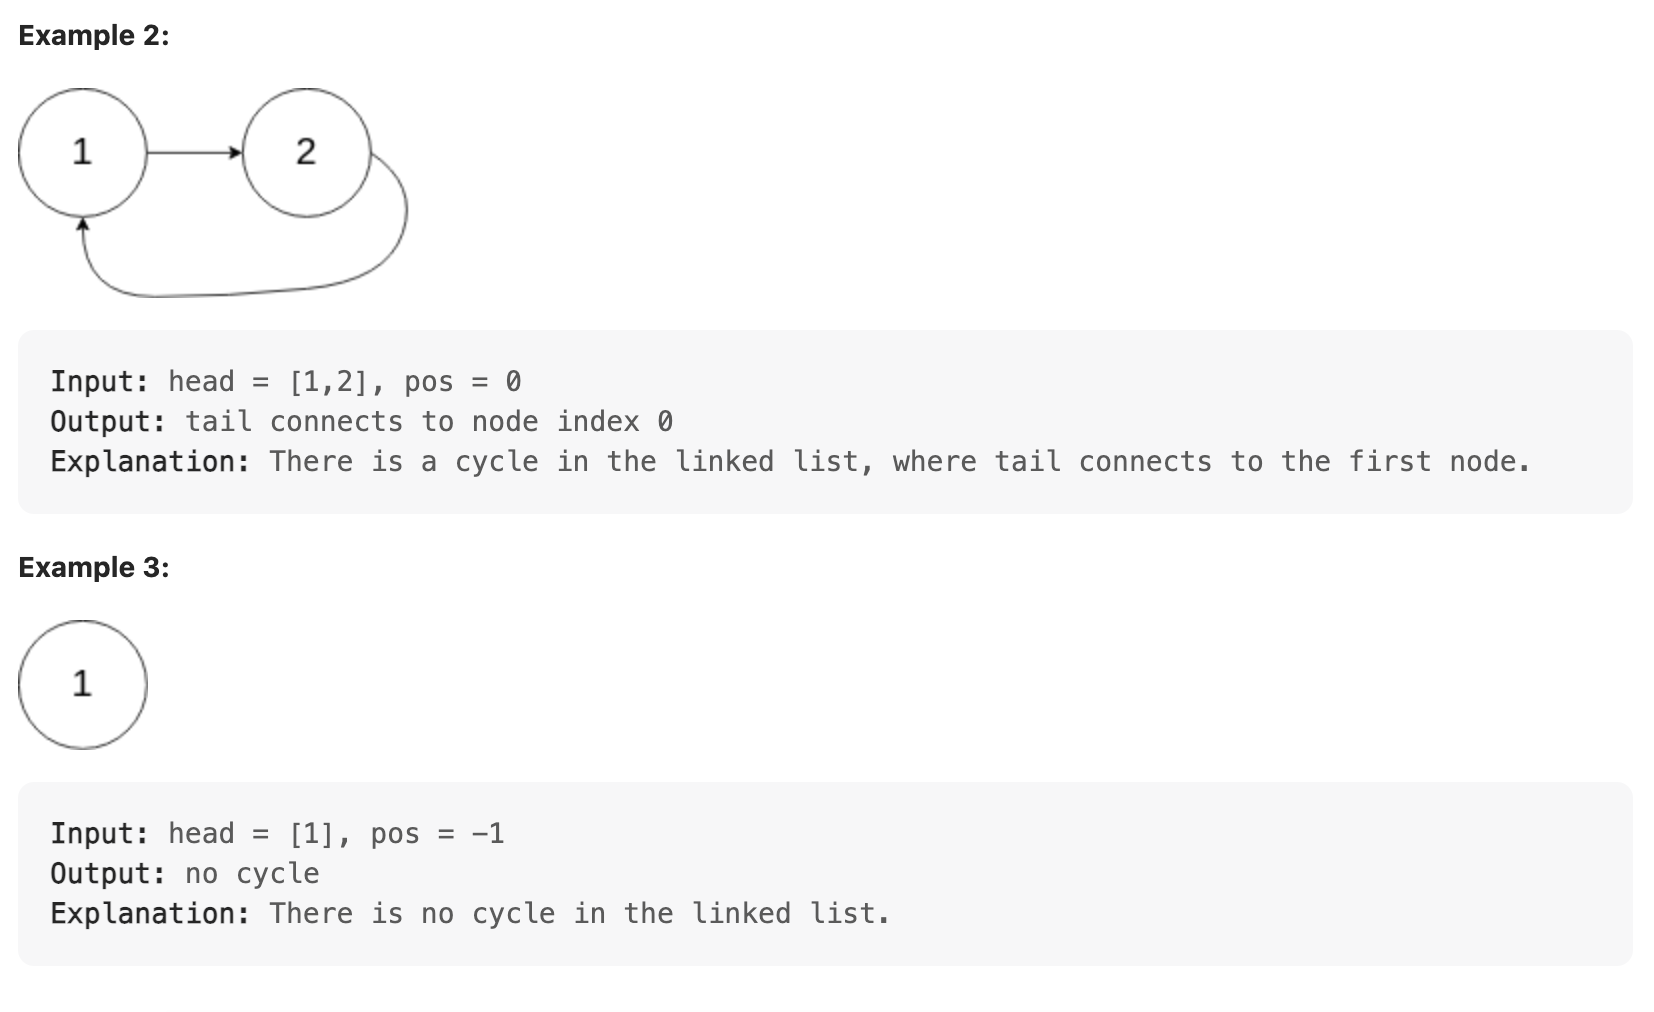 Example 2:
1
2
Input: head = [1,2], pos = 0
Output: tail connects to node index 0
Explanation: There is a cycle in the linked list, where tail connects to the first node.
Example 3:
1
Input: head = [1], pos = -1
Output: no cycle
Explanation: There is no cycle in the linked list.